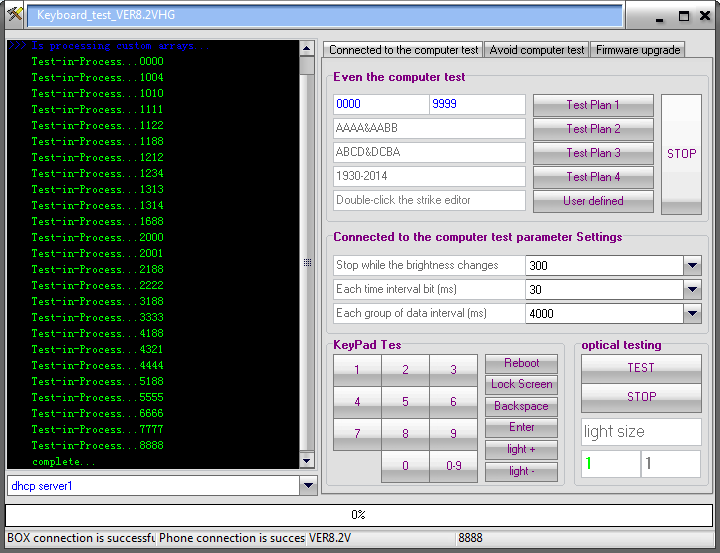 Keyboard_test_VER8.2VHG
>>> In processing custom arrays...
Test-in-Process...0000
Test-in-Process...1004
Test-in-Process...1010
Test-in-Process...1111
Test-in-Process...1122
Test-in-Process...1188
Test-in-Process...1212
Test-in-Process...1234
Test-in-Process...1313
Test-in-Process...1314
Test-in-Process...1688
Test-in-Process...2000
Test-in-Process...2001
Test-in-Process...2188
Test-in-Process...2222
Test-in-Process...3188
Test-in-Process...3333
Test-in-Process...4188
Test-in-Process...4321
Test-in-Process...4444
Test-in-Process...5188
Test-in-Process...5555
Test-in-Process...6666
Test-in-Process...7777
Test-in-Process...8888
complete...
dhcp server1
Connected to the computer test Avoid computer test Firmware upgrade
Even the computer test
0000 9999 Test Plan 1
AAAA&AABB Test Plan 2
ABCD&DCBA Test Plan 3
STOP
1930-2014 Test Plan 4
Double-click the strike editor User defined
Connected to the computer test parameter Settings
Stop while the brightness changes 300
Each time interval bit (ms) 30
Each group of data interval (ms) 4000
KeyPad Tes
1 2 3 Reboot
4 5 6 Lock Screen
Backspace
7 8 9 Enter
light +
0 0-9 light -
optical testing
TEST
STOP
light size
1 1
0%
BOX connection is successfu Phone connection is succes VER8.2V 8888